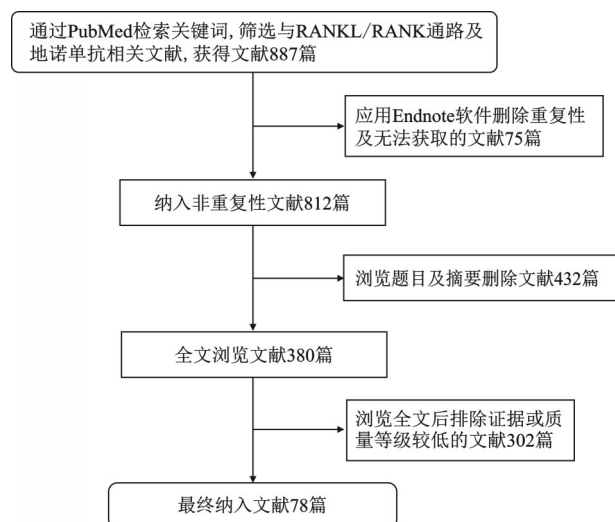 通过PubMed检索关键词, 筛选与RANKL/RANK通路及
地诺单抗相关文献, 获得文献887篇
应用Endnote软件删除重复性
及无法获取的文献75篇
纳入非重复性文献812篇
浏览题目及摘要删除文献432篇
全文浏览文献380篇
浏览全文后排除证据或质
量等级较低的文献302篇
最终纳入文献78篇